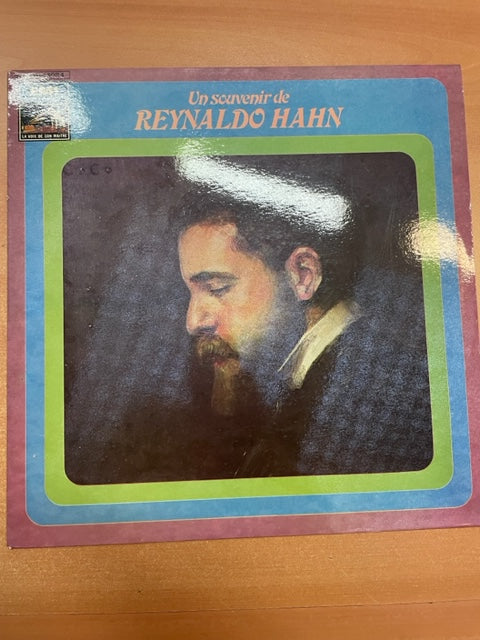 Un souvenir de
REYNALDO HAHN
LA VOIX DE SON MAITRE